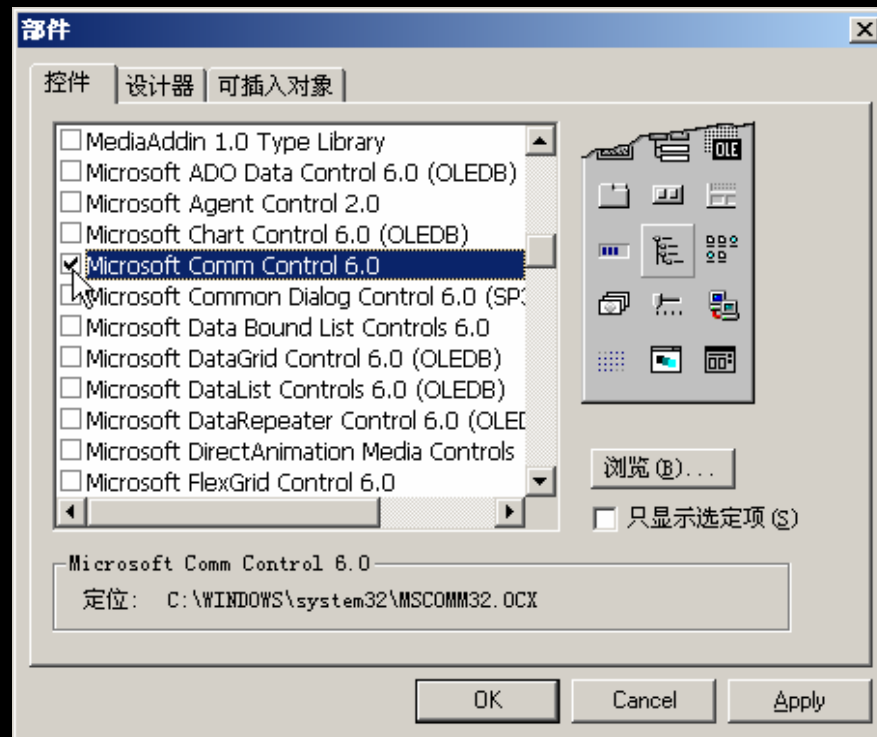 部件
控件 设计器 可插入对象
MediaAddin 1.0 Type Library
Microsoft ADO Data Control 6.0 (OLEDB)
Microsoft Agent Control 2.0
Microsoft Chart Control 6.0 (OLEDB)
Microsoft Comm Control 6.0
Microsoft Common Dialog Control 6.0 (SP3
Microsoft Data Bound List Controls 6.0
Microsoft DataGrid Control 6.0 (OLEDB)
Microsoft DataList Controls 6.0 (OLEDB)
Microsoft DataRepeater Control 6.0 (OLED
Microsoft DirectAnimation Media Controls
Microsoft FlexGrid Control 6.0
OLE
浏览(B)...
只显示选定项(S)
Microsoft Comm Control 6.0
定位: C:\WINDOWS\system32\MSCOMM32.OCX
OK Cancel Apply